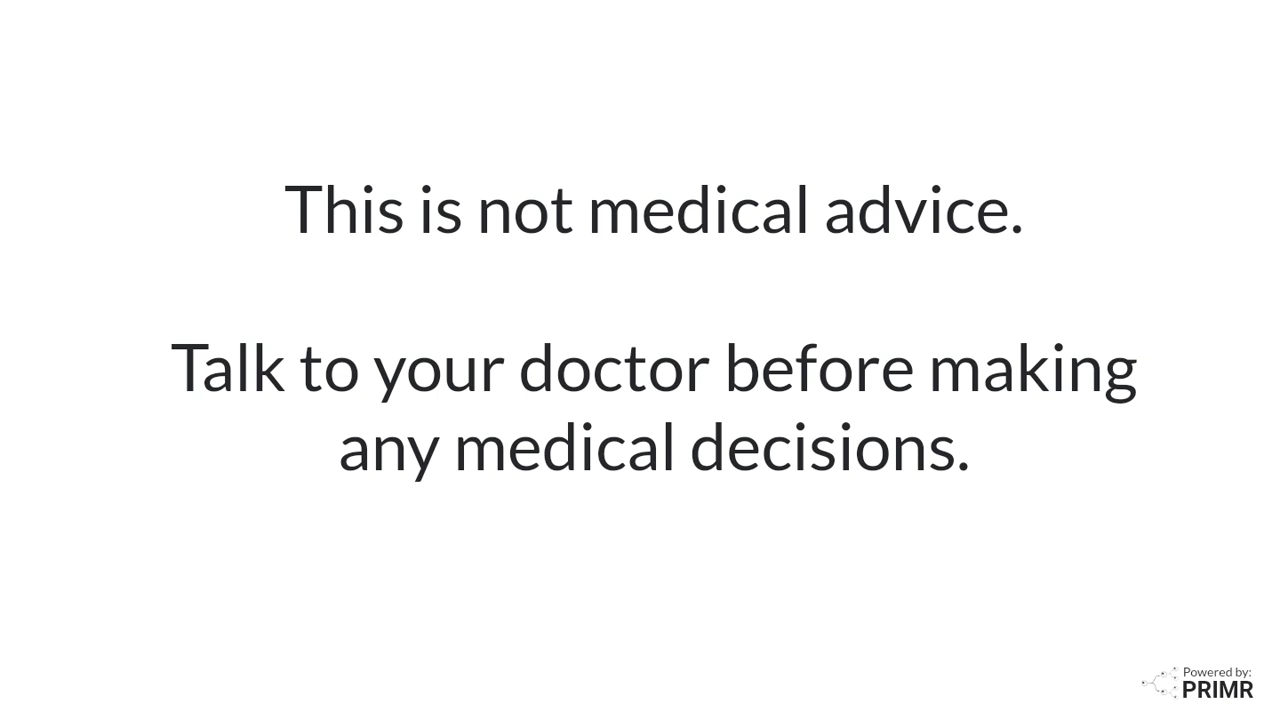 This is not medical advice.
Talk to your doctor before making
any medical decisions.
Powered by:
PRIMR